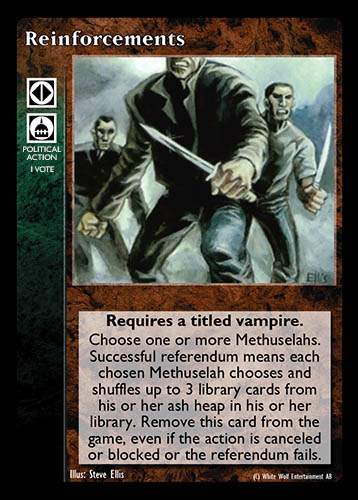 Reinforcements
POLITICAL
ACTION
1 VOTE
Ellis
Requires a titled vampire.
Choose one or more Methuselahs.
Successful referendum means each
chosen Methuselah chooses and
shuffles up to 3 library cards from
his or her ash heap in his or her
library. Remove this card from the
game, even if the action is canceled
or blocked or the referendum fails.
Illus: Steve Ellis
(C) White Wolf Entertainment AB